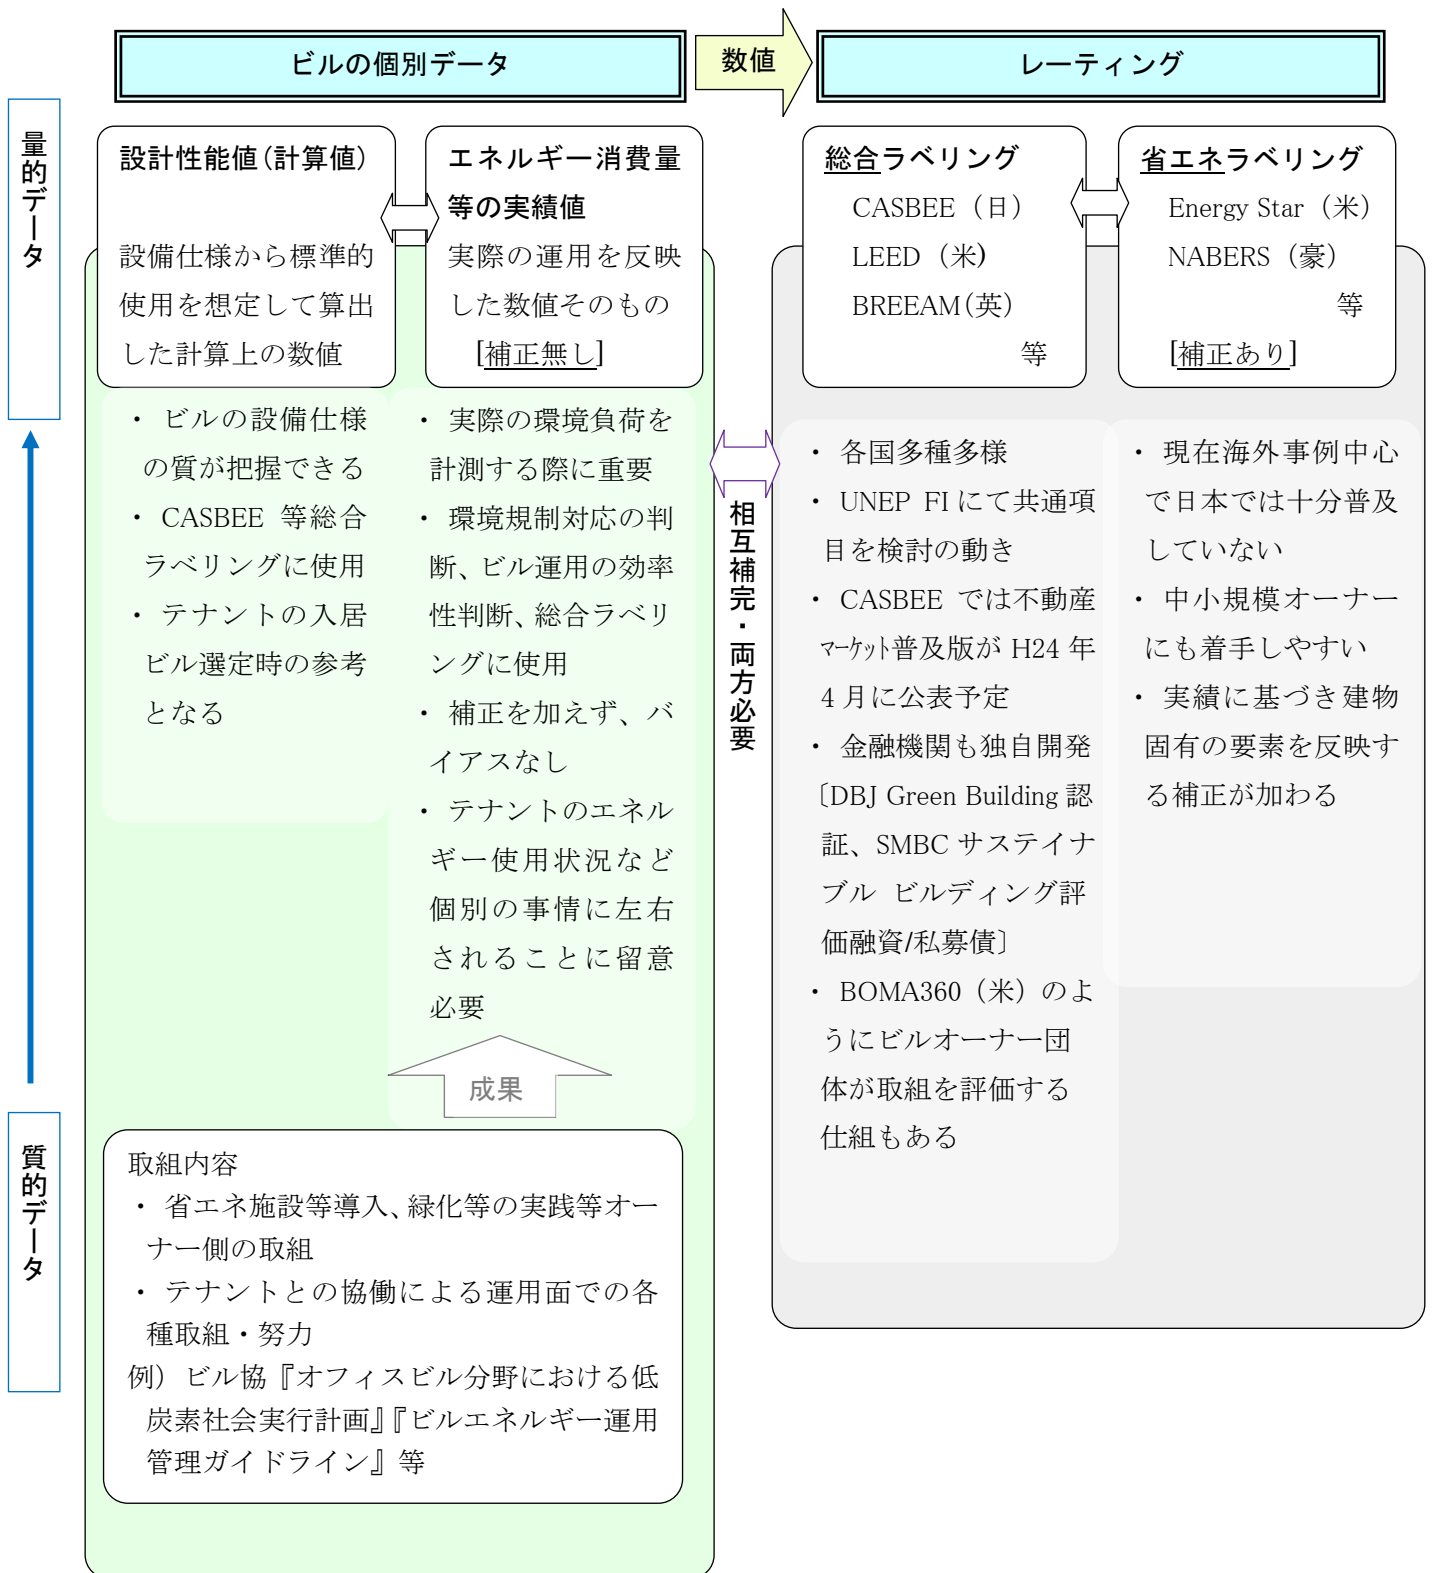 ビルの個別データ
数値
レーティング
量的データ
設計性能値(計算値)
設備仕様から標準的
使用を想定して算出
した計算上の数値
エネルギー消費量
等の実績値
実際の運用を反映
した数値そのもの
[補正無し]
総合ラベリング
CASBEE（日）
LEED（米)
BREEAM(英）
等
省エネラベリング
Energy Star（米）
NABERS（豪）
等
[補正あり]
・ ビルの設備仕様
の質が把握できる
・ CASBEE 等総合
ラベリングに使用
・ テナントの入居
ビル選定時の参考
となる
・ 実際の環境負荷を
計測する際に重要
・ 環境規制対応の判
断、ビル運用の効率
性判断、総合ラベリ
ングに使用
・ 補正を加えず、バ
イアスなし
・ テナントのエネル
ギー使用状況など
個別の事情に左右
されることに留意
必要
相互補完・両方必要
・ 各国多種多様
・ UNEP FI にて共通項
目を検討の動き
・ CASBEE では不動産
ﾏｰｹｯﾄ普及版が H24 年
4 月に公表予定
・ 金融機関も独自開発
〔DBJ Green Building 認
証、SMBC サステイナ
ブル ビルディング評
価融資/私募債〕
・ BOMA360（米）のよ
うにビルオーナー団
体が取組を評価する
仕組もある
・ 現在海外事例中心
で日本では十分普及
していない
・ 中小規模オーナー
にも着手しやすい
・ 実績に基づき建物
固有の要素を反映す
る補正が加わる
成果
質的データ
取組内容
・ 省エネ施設等導入、緑化等の実践等オー
ナー側の取組
・ テナントとの協働による運用面での各
種取組・努力
例）ビル協『オフィスビル分野における低
炭素社会実行計画』『ビルエネルギー運用
管理ガイドライン』等